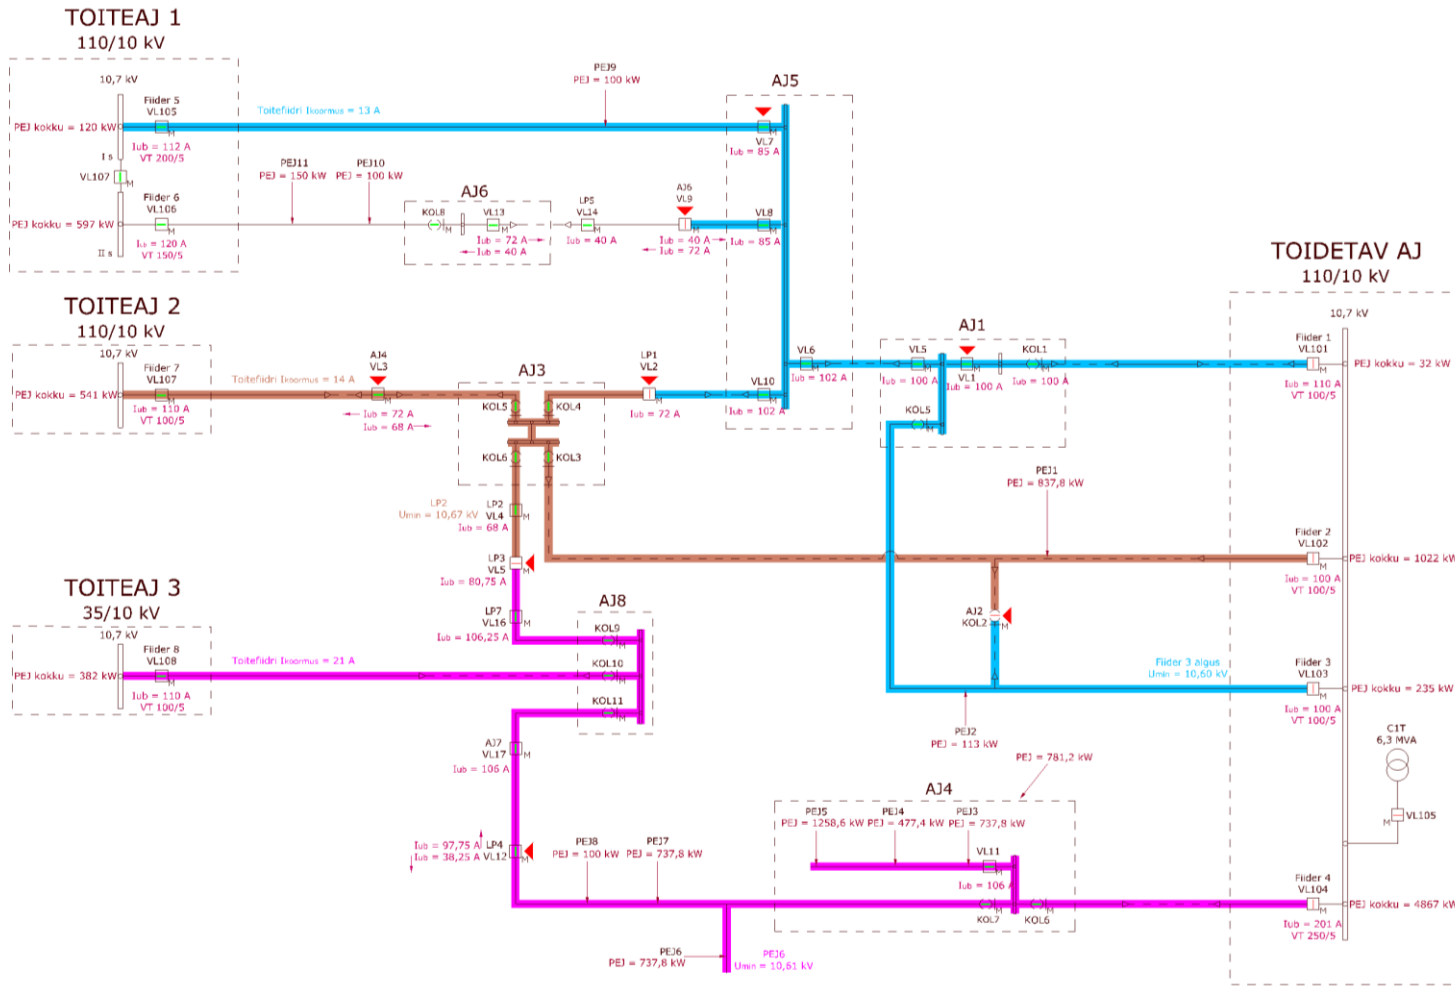 TOITEAJ 1
110/10 kV
10,7 kV
Fiider 5
VL105
M
PEJ kokku = 120 kW
Iub = 112 A
VT 200/5
I s
VL107
M
Fiider 6
VL106
M
PEJ kokku = 597 kW
Iub = 120 A
VT 150/5
II s
Toitefiidri Ikoormus = 13 A
PEJ9
PEJ = 100 kW
PEJ11
PEJ = 150 kW
PEJ10
PEJ = 100 kW
AJ6
KOL8
M
VL13
M
Iub = 72 A
Iub = 40 A
LP5
VL14
M
Iub = 40 A
AJ6
VL9
M
Iub = 40 A
Iub = 72 A
AJ5
M
VL7
Iub = 85 A
VL8
M
Iub = 85 A
VL6
M
Iub = 102 A
VL10
M
Iub = 102 A
TOITEAJ 2
110/10 kV
10,7 kV
Fiider 7
VL107
M
PEJ kokku = 541 kW
Iub = 110 A
VT 100/5
Toitefiidri Ikoormus = 14 A
AJ4
VL3
M
Iub = 72 A
Iub = 68 A
AJ3
KOL5
KOL4
KOL6
KOL3
LP1
VL2
M
Iub = 72 A
AJ1
VL5
M
Iub = 100 A
M
VL1
Iub = 100 A
KOL1
M
Iub = 100 A
KOL5
M
TOIDETAV AJ
110/10 kV
10,7 kV
Fiider 1
VL101
M
PEJ kokku = 32 kW
Iub = 110 A
VT 100/5
LP2
Umin = 10,67 kV
LP2
VL4
M
Iub = 68 A
LP3
VL5
M
Iub = 80,75 A
PEJ1
PEJ = 837,8 kW
Fiider 2
VL102
M
PEJ kokku = 1022 kW
Iub = 100 A
VT 100/5
AJ2
KOL2
M
TOITEAJ 3
35/10 kV
10,7 kV
Fiider 8
VL108
M
PEJ kokku = 382 kW
Iub = 110 A
VT 100/5
Toitefiidri Ikoormus = 21 A
LP7
VL16
M
Iub = 106,25 A
AJ8
KOL9
M
KOL10
M
KOL11
M
Fiider 3 algus
Umin = 10,60 kV
Fiider 3
VL103
M
PEJ kokku = 235 kW
Iub = 100 A
VT 100/5
PEJ2
PEJ = 113 kW
C1T
6,3 MVA
M
VL105
AJ7
VL17
M
Iub = 106 A
PEJ = 781,2 kW
AJ4
PEJ5
PEJ = 1258,6 kW
PEJ4
PEJ = 477,4 kW
PEJ3
PEJ = 737,8 kW
VL11
M
Iub = 106 A
KOL7
M
KOL6
M
Iub = 97,75 A
Iub = 38,25 A
LP4
VL12
M
PEJ8
PEJ = 100 kW
PEJ7
PEJ = 737,8 kW
PEJ6
PEJ = 737,8 kW
PEJ6
Umin = 10,61 kV
Fiider 4
VL104
M
PEJ kokku = 4867 kW
Iub = 201 A
VT 250/5